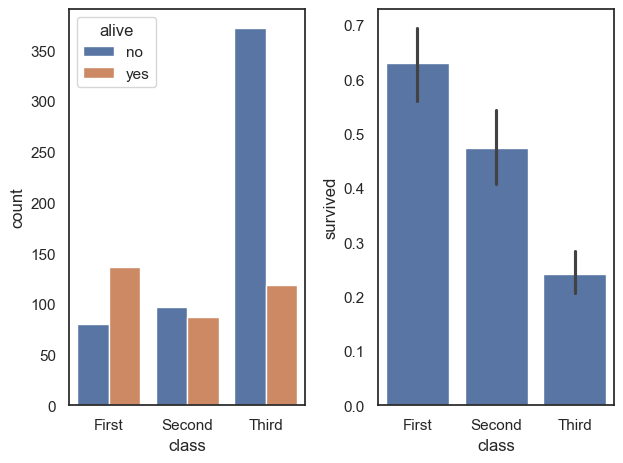 alive
no
yes
350
300
250
200
150
100
50
0
count
First Second Third
class
0.7
0.6
0.5
0.4
0.3
0.2
0.1
0.0
survived
First Second Third
class